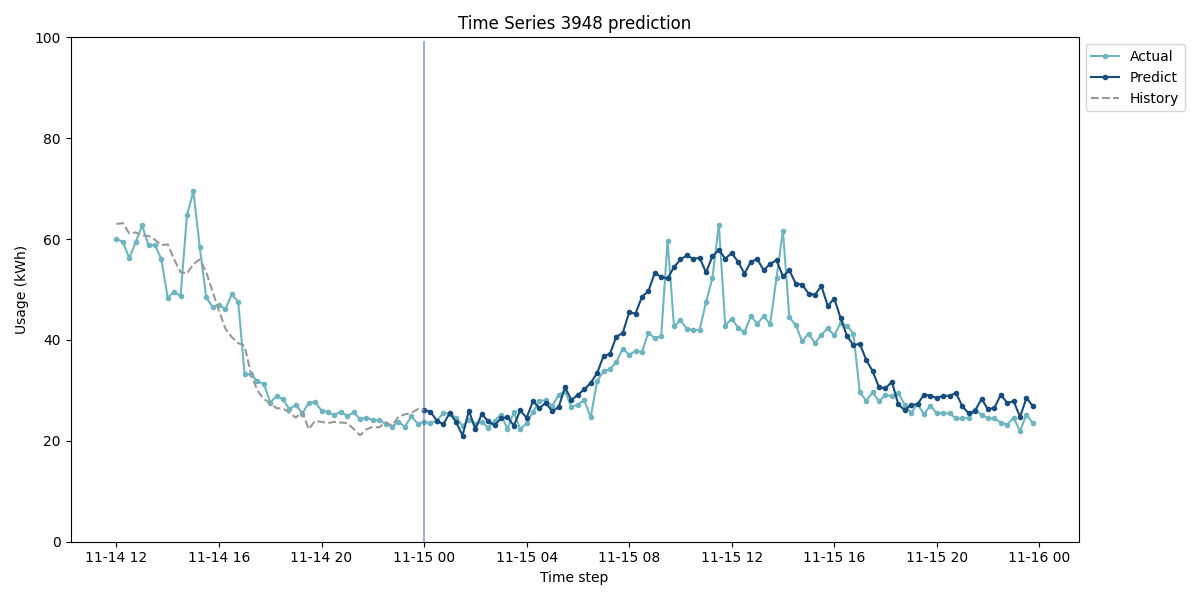 Time Series 3948 prediction
Usage (kWh)
100
80
60
40
20
0
11-14 12
11-14 16
11-14 20
11-15 00
11-15 04
11-15 08
11-15 12
11-15 16
11-15 20
11-16 00
Time step
Actual
Predict
History